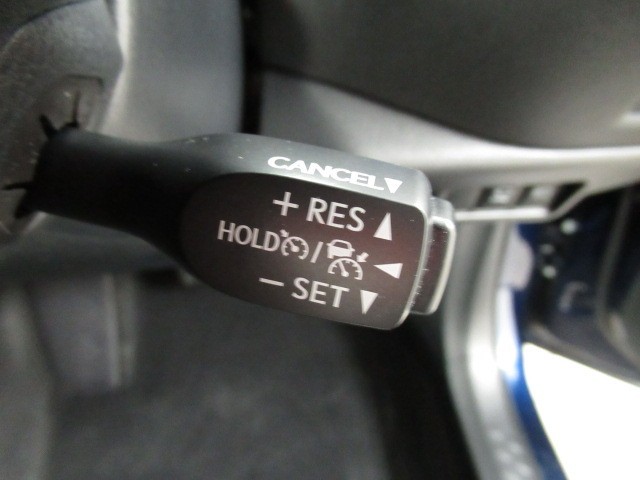 CANCEL▼
+ RES▲
HOLD / ◀
− SET▼